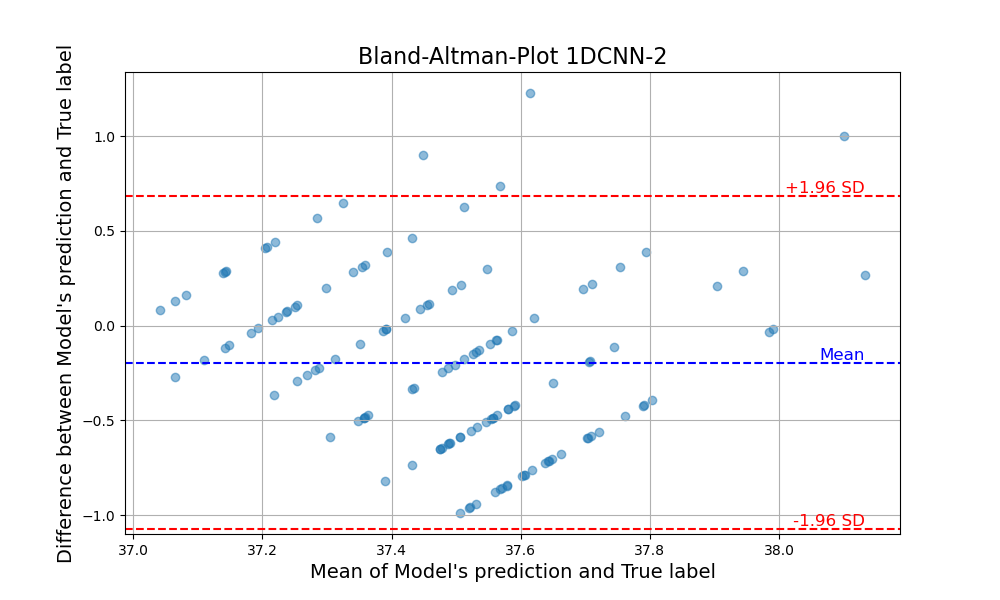 Bland-Altman-Plot 1DCNN-2
Difference between Model's prediction and True label
1.0
0.5
0.0
−0.5
−1.0
+1.96 SD
Mean
-1.96 SD
37.0 37.2 37.4 37.6 37.8 38.0
Mean of Model's prediction and True label